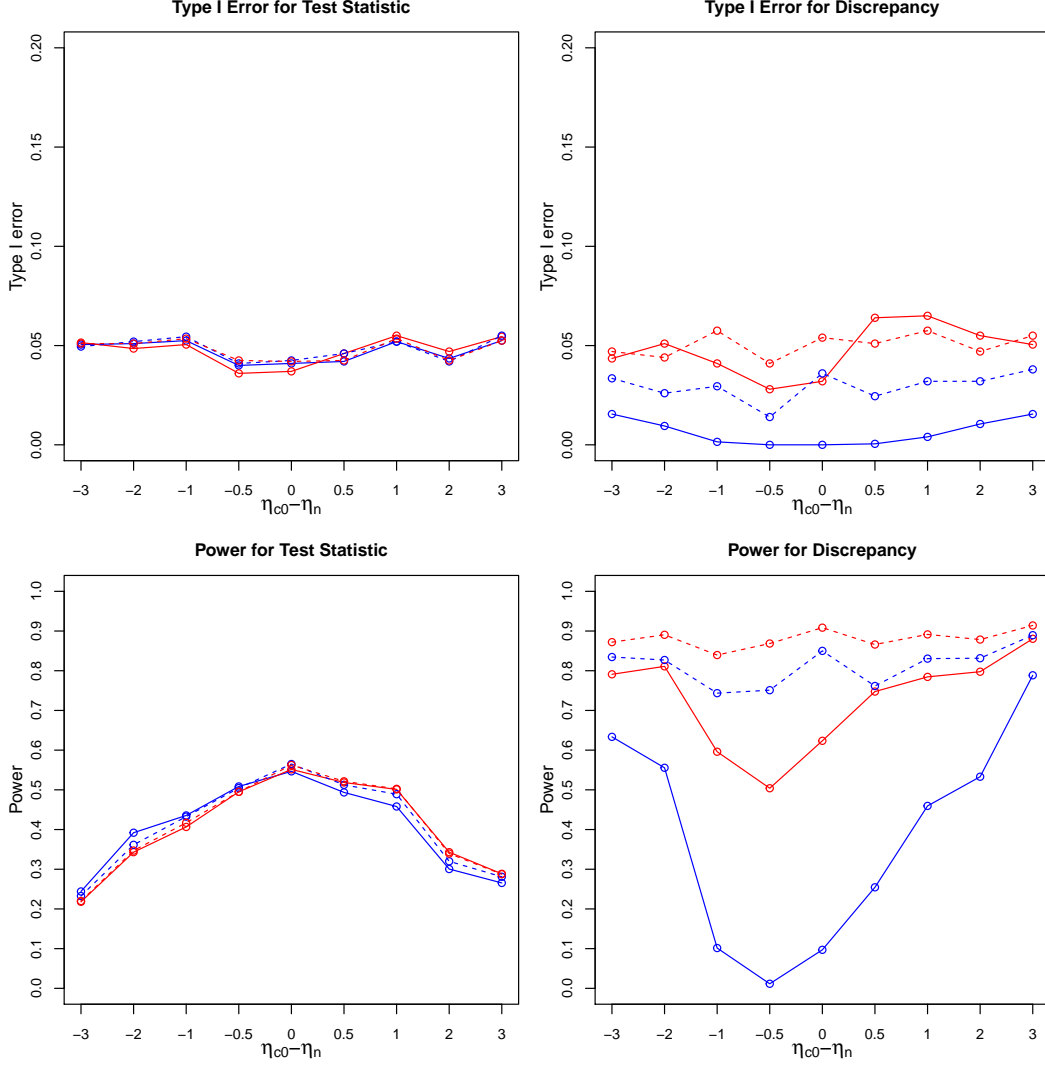 Type I Error for Test Statistic
Type I error
0.20
0.15
0.10
0.05
0.00
−3 −2 −1 −0.5 0 0.5 1 2 3
ηc0−ηn
Type I Error for Discrepancy
Type I error
0.20
0.15
0.10
0.05
0.00
−3 −2 −1 −0.5 0 0.5 1 2 3
ηc0−ηn
Power for Test Statistic
Power
1.0
0.9
0.8
0.7
0.6
0.5
0.4
0.3
0.2
0.1
0.0
−3 −2 −1 −0.5 0 0.5 1 2 3
ηc0−ηn
Power for Discrepancy
Power
1.0
0.9
0.8
0.7
0.6
0.5
0.4
0.3
0.2
0.1
0.0
−3 −2 −1 −0.5 0 0.5 1 2 3
ηc0−ηn